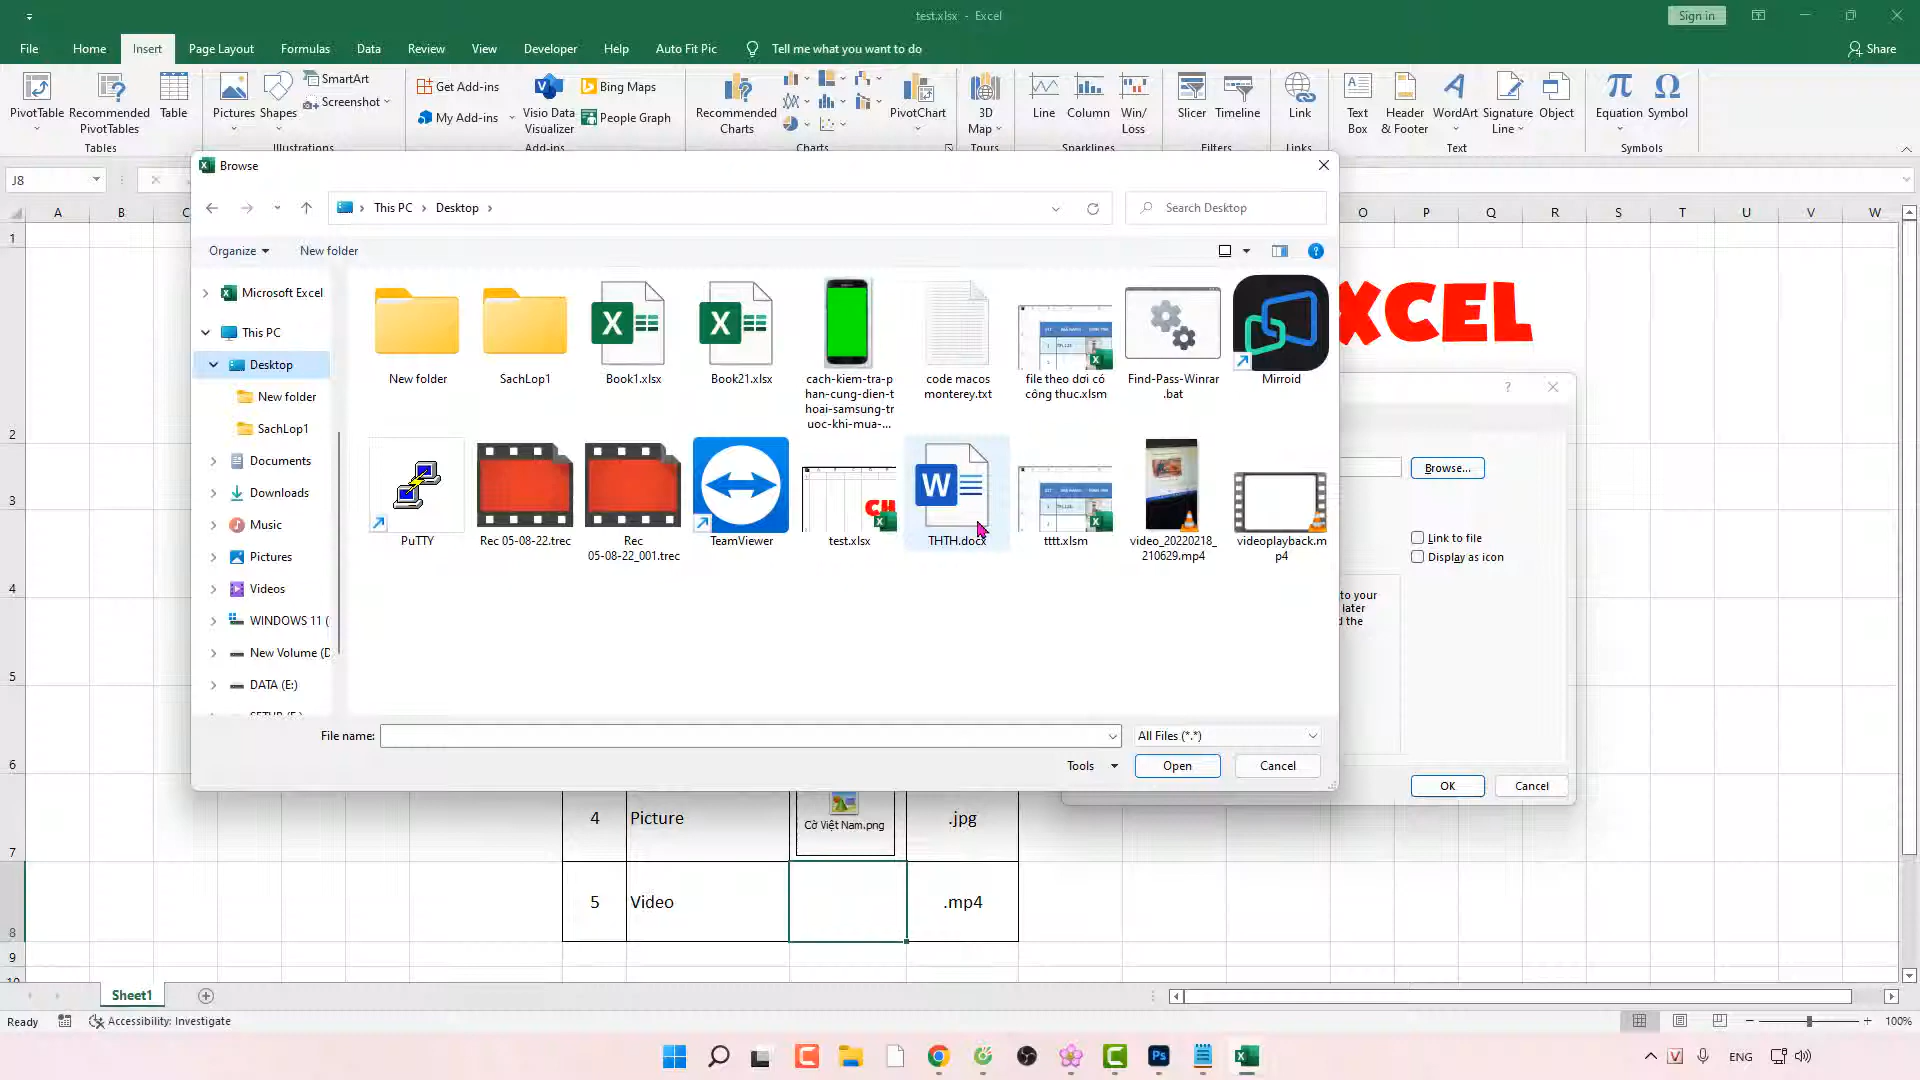 test.xlsx - Excel
Sign in
File Home Insert Page Layout Formulas Data Review View Developer Help Auto Fit Pic Tell me what you want to do
Share
PivotTable
Recommended
PivotTables
Table
Tables
Pictures
Shapes
SmartArt
Screenshot
Illustrations
Get Add-ins
My Add-ins
Visio Data
Visualizer
Bing Maps
People Graph
Add-ins
Recommended
Charts
PivotChart
Charts
3D
Map
Tours
Line
Column
Win/
Loss
Sparklines
Slicer
Timeline
Filters
Link
Links
Text
Box
Header
& Footer
WordArt
Signature
Line
Object
Text
Equation
Symbol
Symbols
J8
Browse
This PC
Desktop
Search Desktop
Organize
New folder
A B C O P Q R S T U V W
1
2
3
4
5
6
7
8
9
10
XCEL
Microsoft Excel
This PC
Desktop
New folder
SachLop1
Documents
Downloads
Music
Pictures
Videos
WINDOWS 11 (
New Volume (D
DATA (E:)
New folder
SachLop1
Book1.xlsx
Book21.xlsx
cach-kiem-tra-p
han-cung-dien-t
hoai-samsung-tr
uoc-khi-mua-...
code macos
monterey.txt
file theo dơi có
công thuc.xlsm
Find-Pass-Winrar
.bat
Mirroid
PuTTY
Rec 05-08-22.trec
Rec
05-08-22_001.trec
TeamViewer
test.xlsx
THTH.docx
tttt.xlsm
video_20220218_
210629.mp4
videoplayback.m
p4
File name:
All Files (*.*)
Tools
Open
Cancel
?
Browse...
Link to file
Display as icon
to your
later
d the
OK
Cancel
4 Picture
Cờ Việt Nam.png
.jpg
5 Video .mp4
Sheet1
Ready
Accessibility: Investigate
100%
ENG